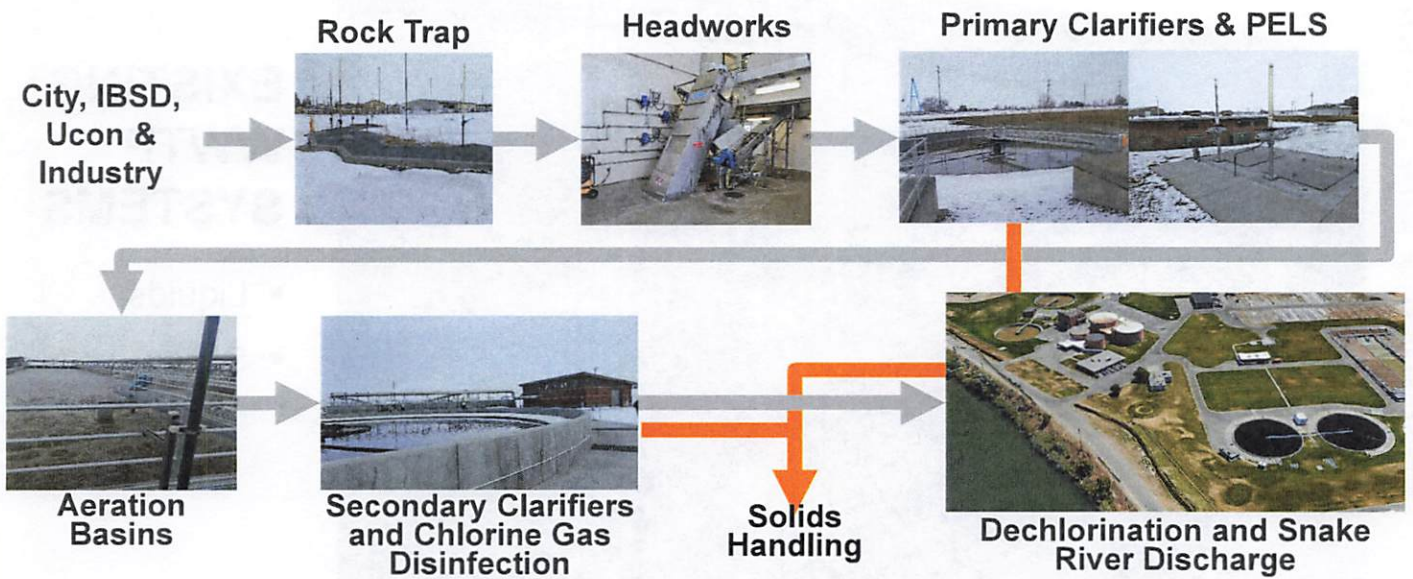 Rock Trap
Headworks
Primary Clarifiers & PELS
City, IBSD,
Ucon &
Industry
Aeration
Basins
Secondary Clarifiers
and Chlorine Gas
Disinfection
Solids
Handling
Dechlorination and Snake
River Discharge